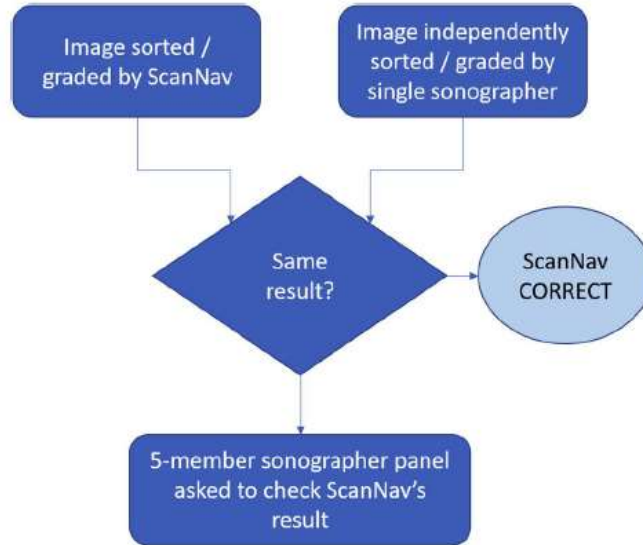 Image sorted /
graded by ScanNav
Image independently
sorted / graded by
single sonographer
Same
result?
ScanNav
CORRECT
5-member sonographer panel
asked to check ScanNav's
result